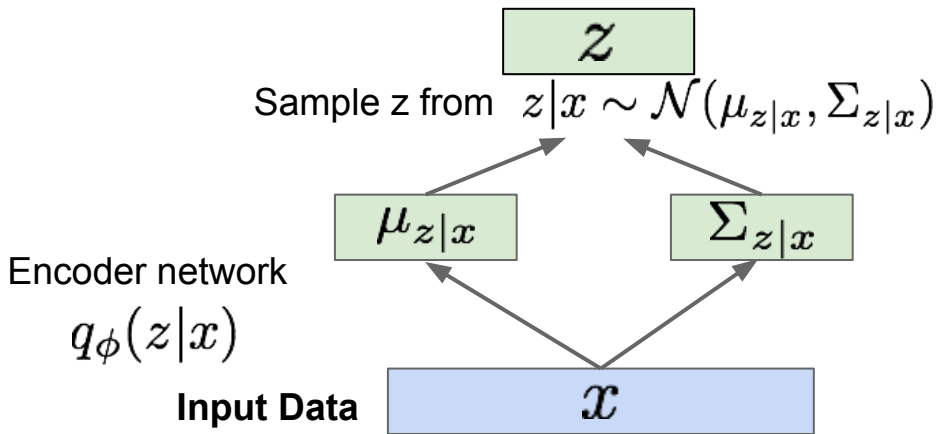 z
Sample z from z|x ∼ 𝒩(μ_{z|x}, Σ_{z|x})
μ_{z|x} Σ_{z|x}
Encoder network
q_ϕ(z|x)
Input Data x